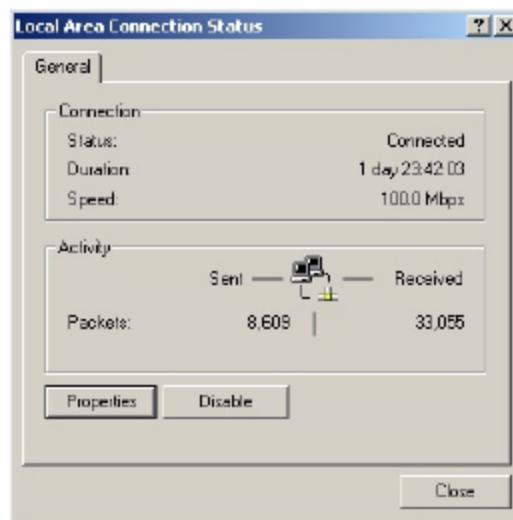 Local Area Connection Status
General
Connection
Status: Connected
Duration: 1 day 23:42:03
Speed: 100.0 Mbps
Activity
Sent Received
Packets: 8,609 33,055
Properties Disable
Close